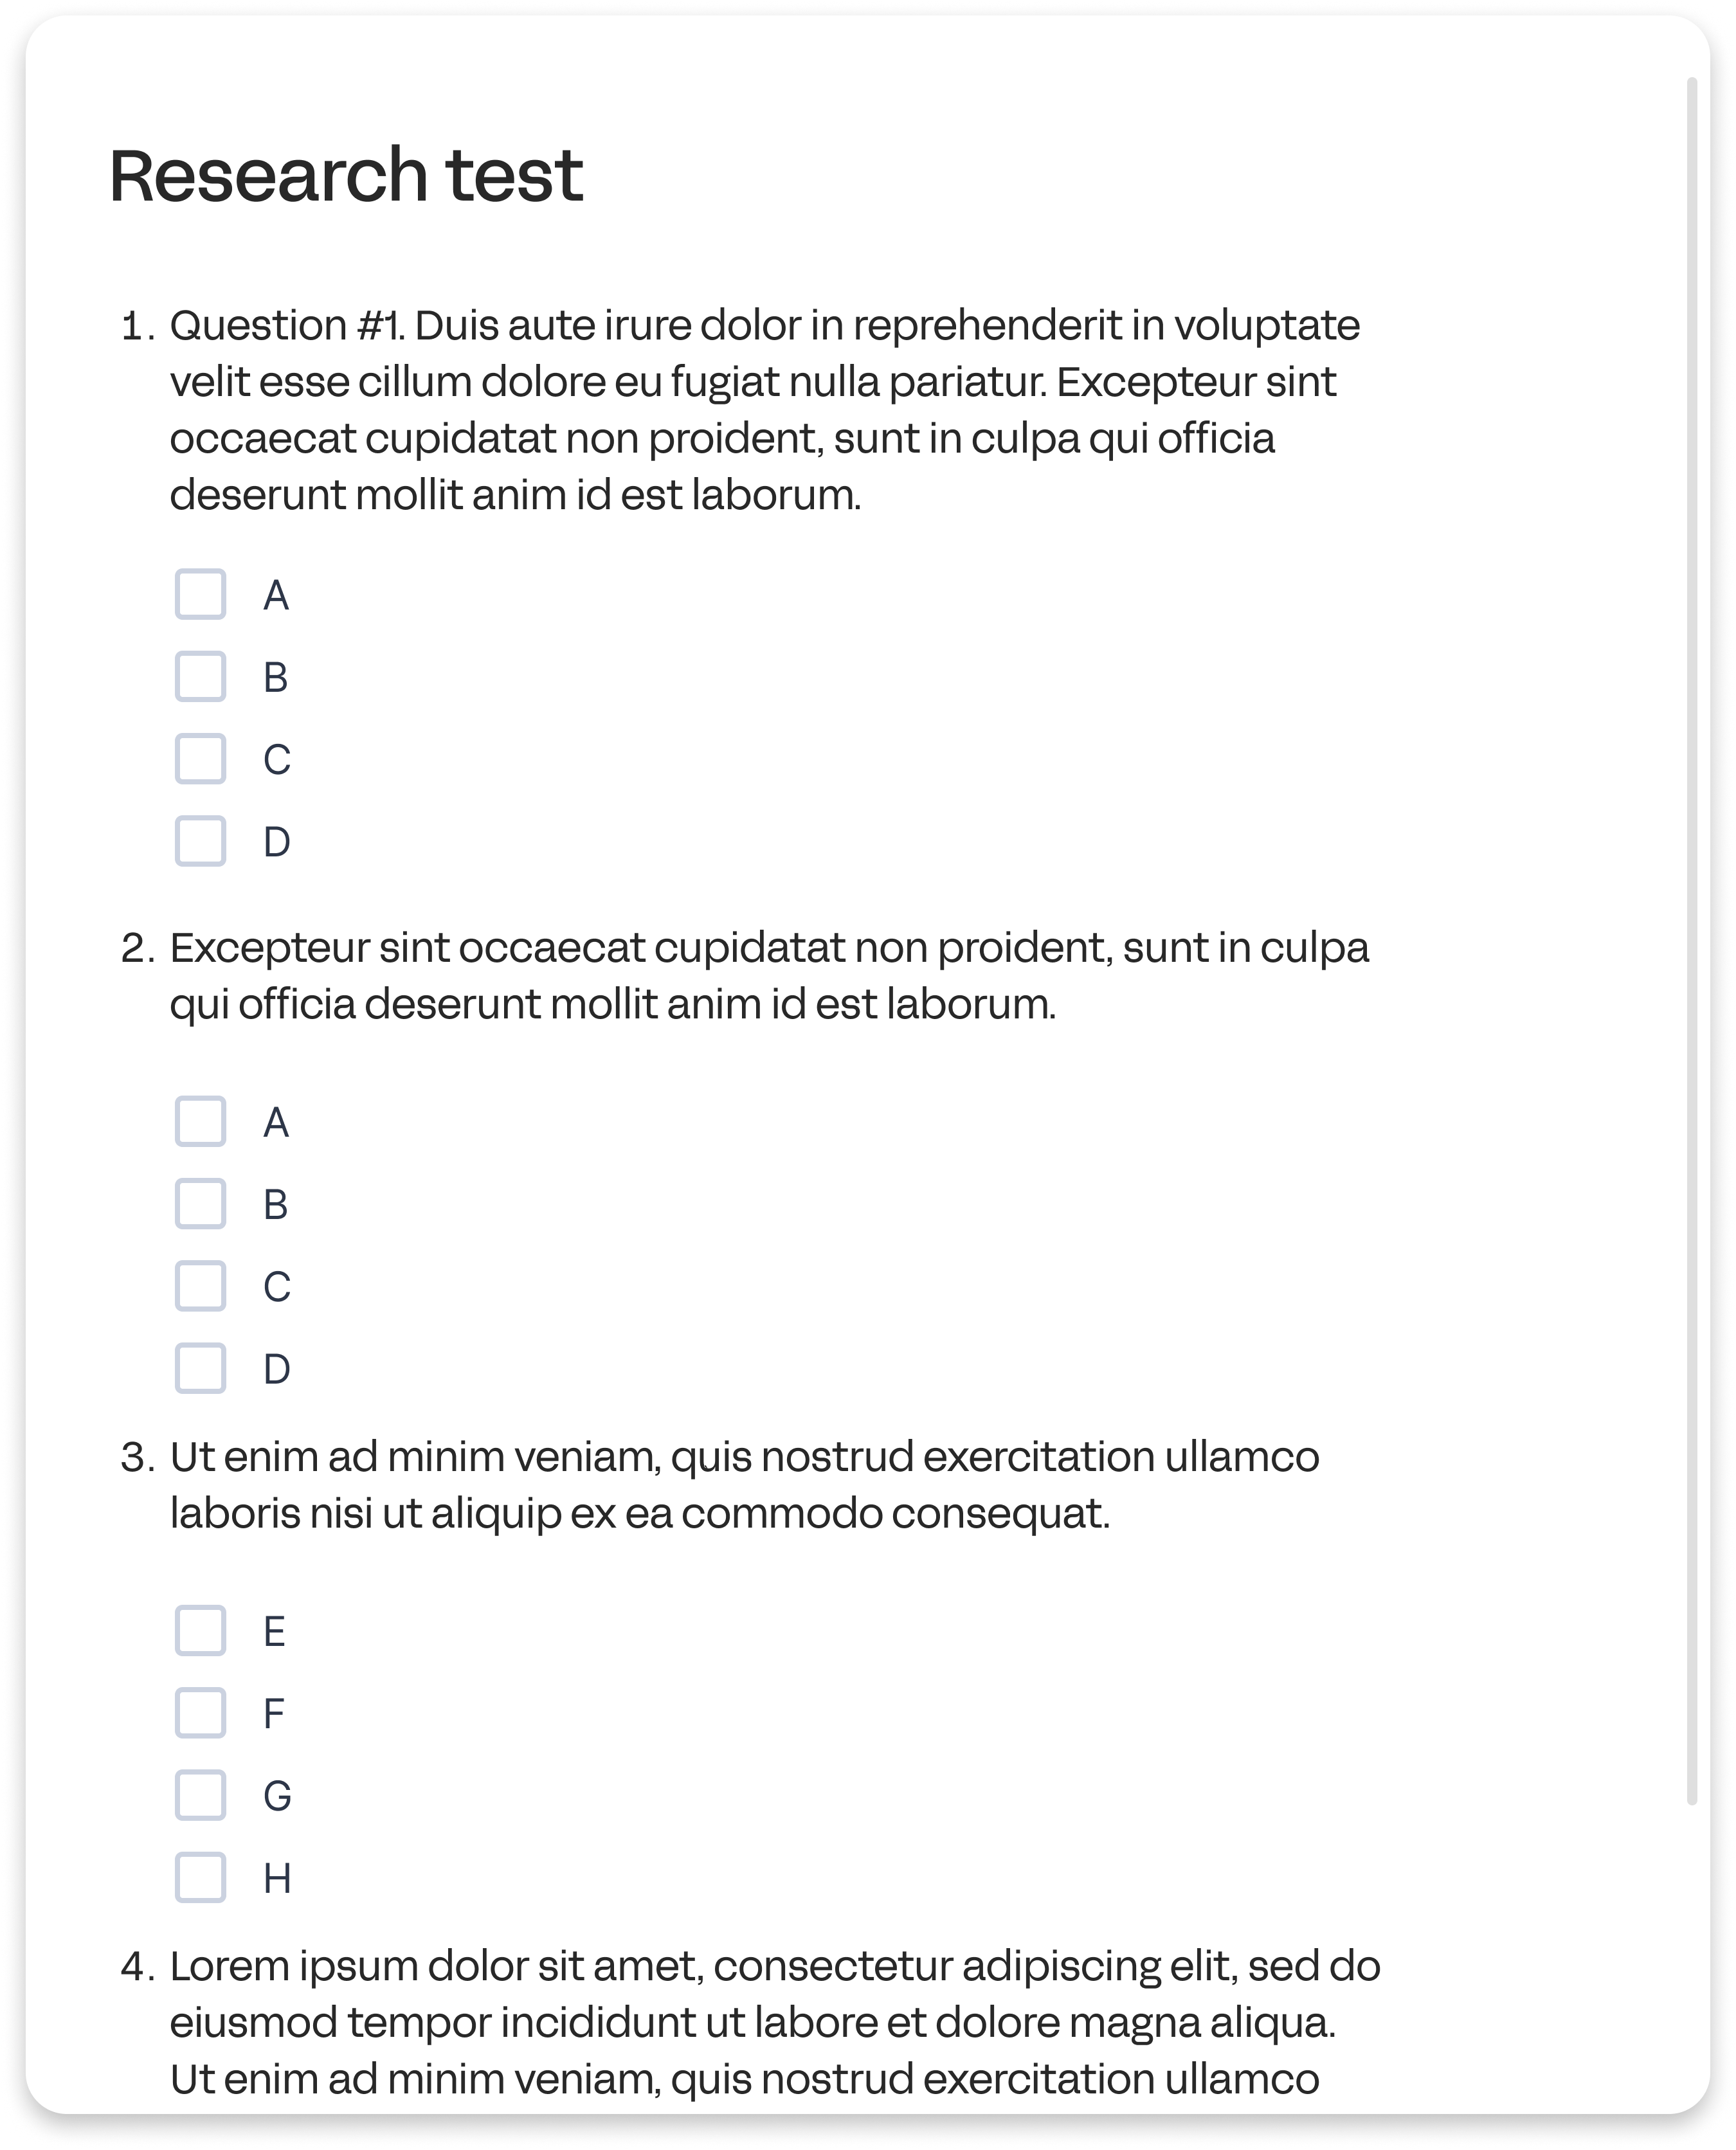 Research test
1. Question #1. Duis aute irure dolor in reprehenderit in voluptate
velit esse cillum dolore eu fugiat nulla pariatur. Excepteur sint
occaecat cupidatat non proident, sunt in culpa qui officia
deserunt mollit anim id est laborum.
A
B
C
D
2. Excepteur sint occaecat cupidatat non proident, sunt in culpa
qui officia deserunt mollit anim id est laborum.
A
B
C
D
3. Ut enim ad minim veniam, quis nostrud exercitation ullamco
laboris nisi ut aliquip ex ea commodo consequat.
E
F
G
H
4. Lorem ipsum dolor sit amet, consectetur adipiscing elit, sed do
eiusmod tempor incididunt ut labore et dolore magna aliqua.
Ut enim ad minim veniam, quis nostrud exercitation ullamco